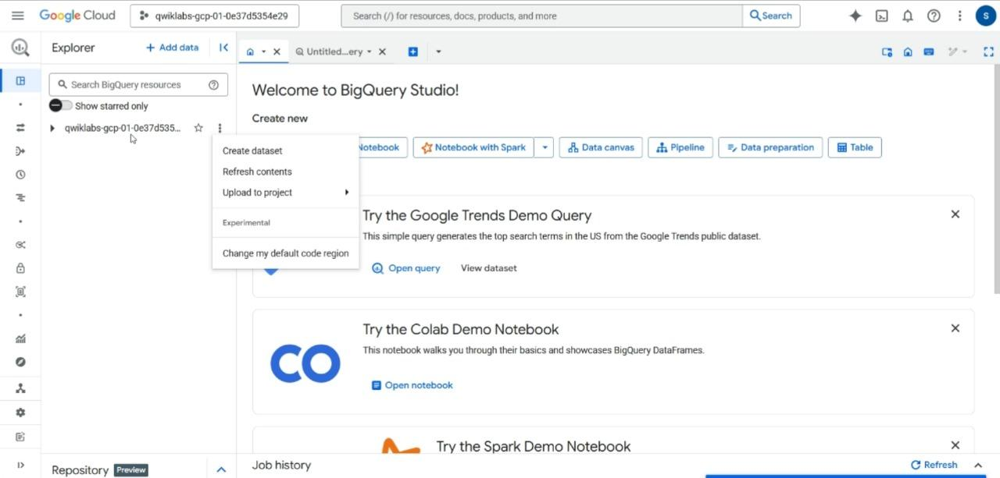 Google Cloud
qwiklabs-gcp-01-0e37d5354e29
Search (/) for resources, docs, products, and more
Search
S
Explorer
+ Add data
Untitled...ery
Search BigQuery resources
Show starred only
qwiklabs-gcp-01-0e37d535...
Welcome to BigQuery Studio!
Create new
Notebook
Notebook with Spark
Data canvas
Pipeline
Data preparation
Table
Create dataset
Refresh contents
Upload to project
Experimental
Change my default code region
Try the Google Trends Demo Query
This simple query generates the top search terms in the US from the Google Trends public dataset.
Open query
View dataset
Try the Colab Demo Notebook
This notebook walks you through their basics and showcases BigQuery DataFrames.
Open notebook
Try the Spark Demo Notebook
Repository
Preview
Job history
Refresh